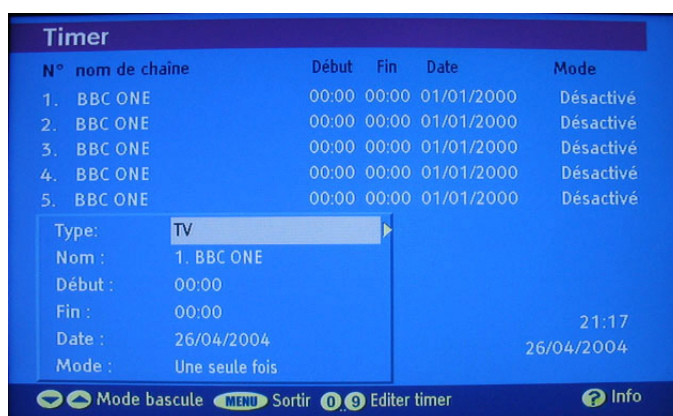 Timer
N° nom de chaîne Début Fin Date Mode
1. BBC ONE 00:00 00:00 01/01/2000 Désactivé
2. BBC ONE 00:00 00:00 01/01/2000 Désactivé
3. BBC ONE 00:00 00:00 01/01/2000 Désactivé
4. BBC ONE 00:00 00:00 01/01/2000 Désactivé
5. BBC ONE 00:00 00:00 01/01/2000 Désactivé
Type: TV
Nom : 1. BBC ONE
Début : 00:00
Fin : 00:00
Date : 26/04/2004
Mode : Une seule fois
21:17
26/04/2004
Mode bascule MENU Sortir 0..9 Editer timer ? Info